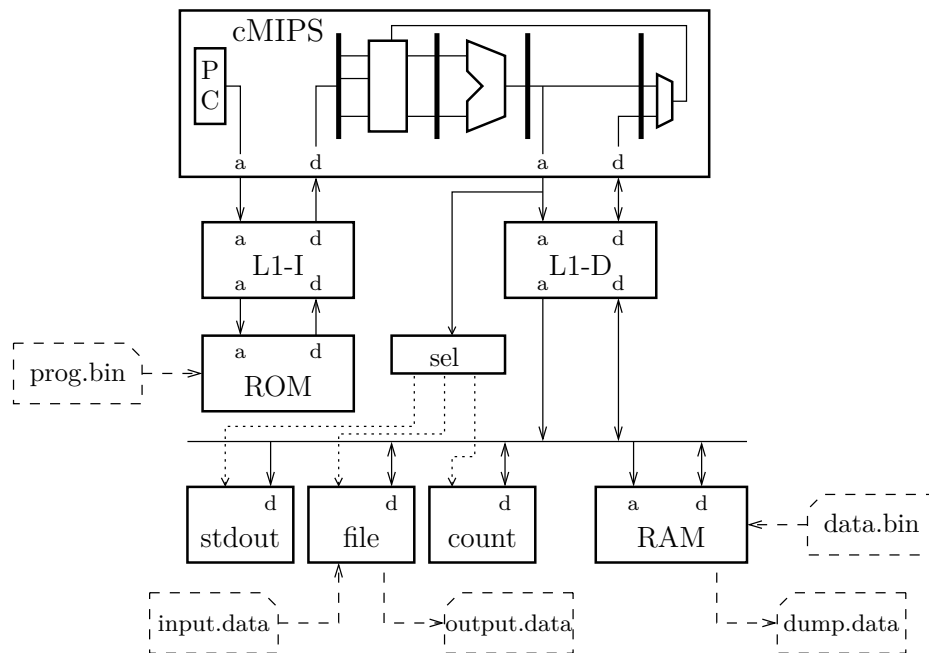 cMIPS
P
C
a d a d
a d a d
L1-I L1-D
a d a d
a d
sel
prog.bin
ROM
d d d a d
stdout file count RAM
data.bin
input.data output.data dump.data